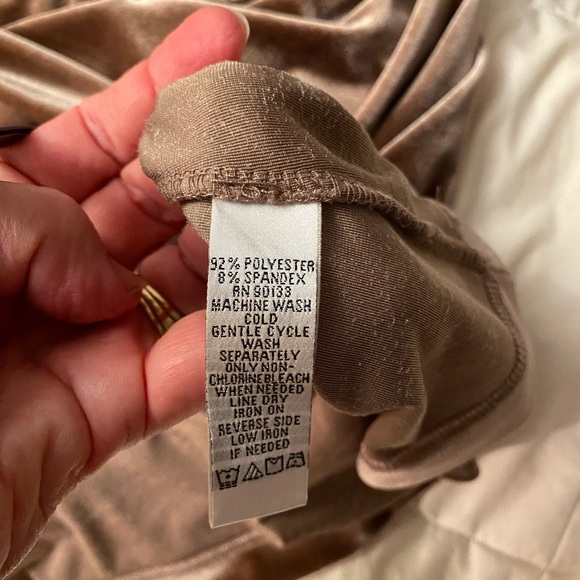 92% POLYESTER
8% SPANDEX
RN 90133
MACHINE WASH
COLD
GENTLE CYCLE
WASH
SEPARATELY
ONLY NON-
CHLORINE BLEACH
WHEN NEEDED
LINE DRY
IRON ON
REVERSE SIDE
LOW IRON
IF NEEDED